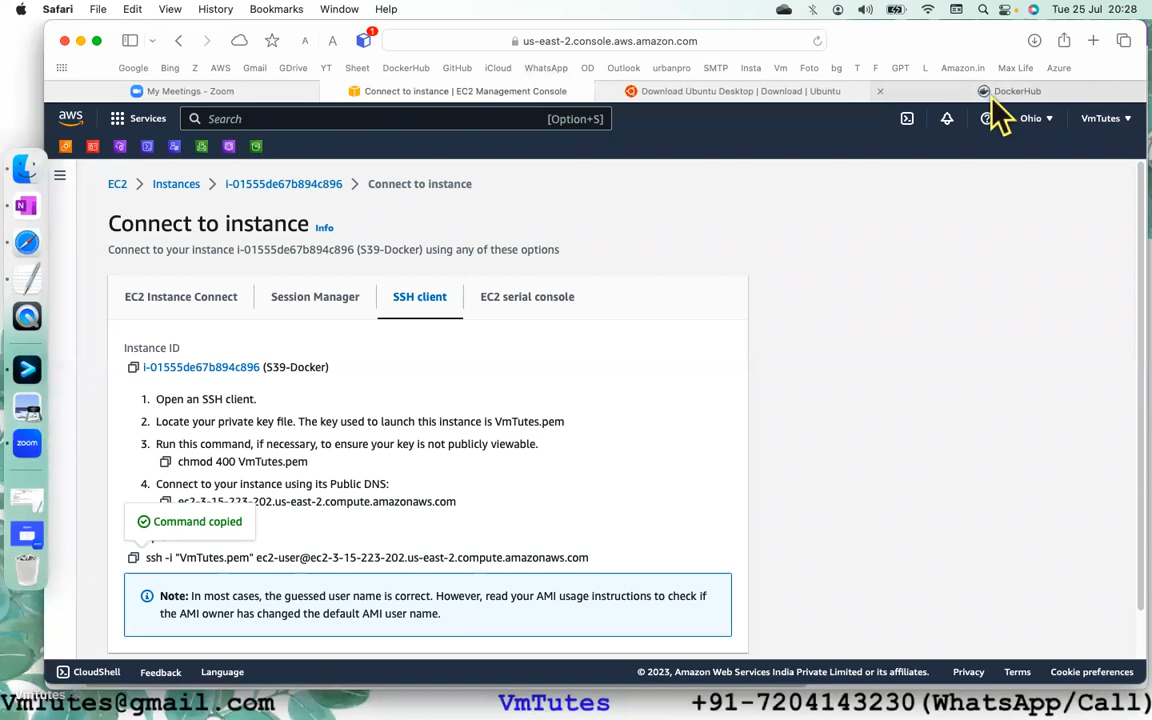 Safari File Edit View History Bookmarks Window Help Tue 25 Jul 20:28
A A 1 us-east-2.console.aws.amazon.com
Google Bing Z AWS Gmail GDrive YT Sheet DockerHub GitHub iCloud WhatsApp OD Outlook urbanpro SMTP Insta Vm Foto bg T F GPT L Amazon.in Max Life Azure
My Meetings - Zoom Connect to instance | EC2 Management Console Download Ubuntu Desktop | Download | Ubuntu DockerHub
aws Services Search [Option+S] Ohio VmTutes
EC2 Instances i-01555de67b894c896 Connect to instance
Connect to instance Info
Connect to your instance i-01555de67b894c896 (S39-Docker) using any of these options
EC2 Instance Connect Session Manager SSH client EC2 serial console
Instance ID
i-01555de67b894c896 (S39-Docker)
1. Open an SSH client.
2. Locate your private key file. The key used to launch this instance is VmTutes.pem
3. Run this command, if necessary, to ensure your key is not publicly viewable.
chmod 400 VmTutes.pem
4. Connect to your instance using its Public DNS:
ec2-3-15-223-202.us-east-2.compute.amazonaws.com
Command copied
ssh -i "VmTutes.pem" ec2-user@ec2-3-15-223-202.us-east-2.compute.amazonaws.com
Note: In most cases, the guessed user name is correct. However, read your AMI usage instructions to check if
the AMI owner has changed the default AMI user name.
zoom
CloudShell Feedback Language © 2023, Amazon Web Services India Private Limited or its affiliates. Privacy Terms Cookie preferences
VmTutes
VmTutes@gmail.com VmTutes +91-7204143230(WhatsApp/Call)